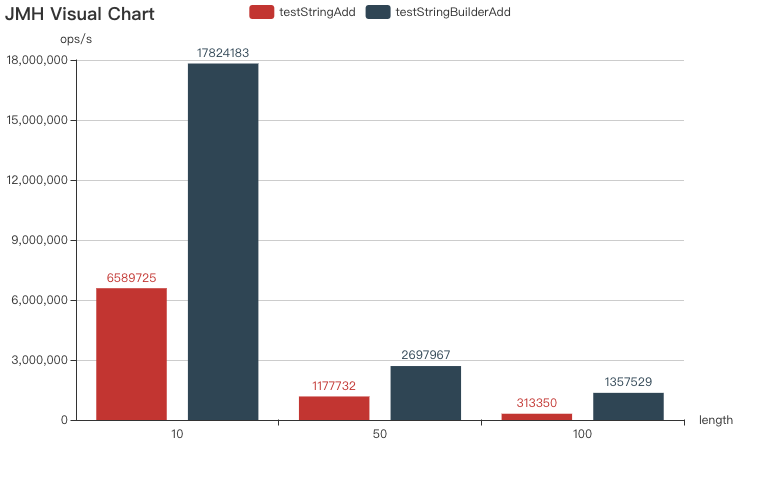 JMH Visual Chart
testStringAdd testStringBuilderAdd
ops/s
17824183
18,000,000
15,000,000
12,000,000
9,000,000
6589725
6,000,000
2697967
3,000,000
1177732
1357529
313350
0
length
10 50 100